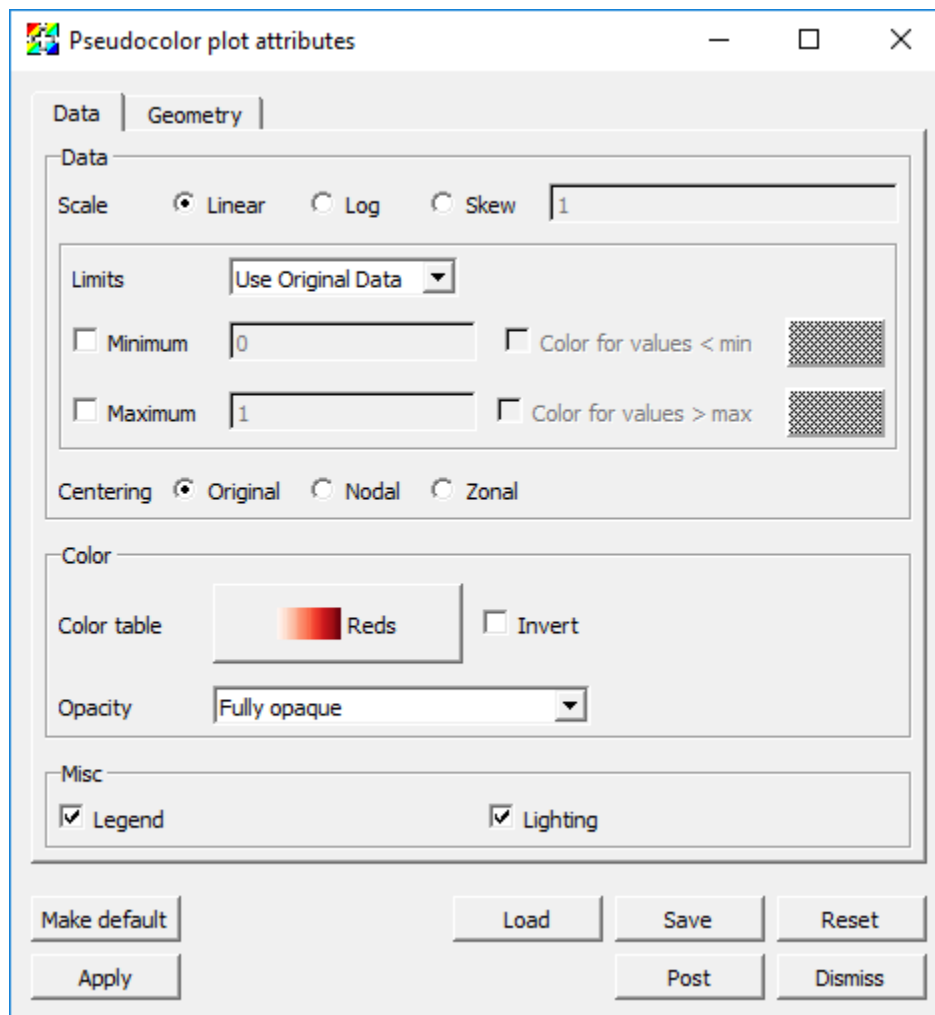 Pseudocolor plot attributes
Data Geometry
Data
Scale Linear Log Skew 1
Limits Use Original Data
Minimum 0 Color for values < min
Maximum 1 Color for values > max
Centering Original Nodal Zonal
Color
Color table Reds Invert
Opacity Fully opaque
Misc
Legend Lighting
Make default Load Save Reset
Apply Post Dismiss